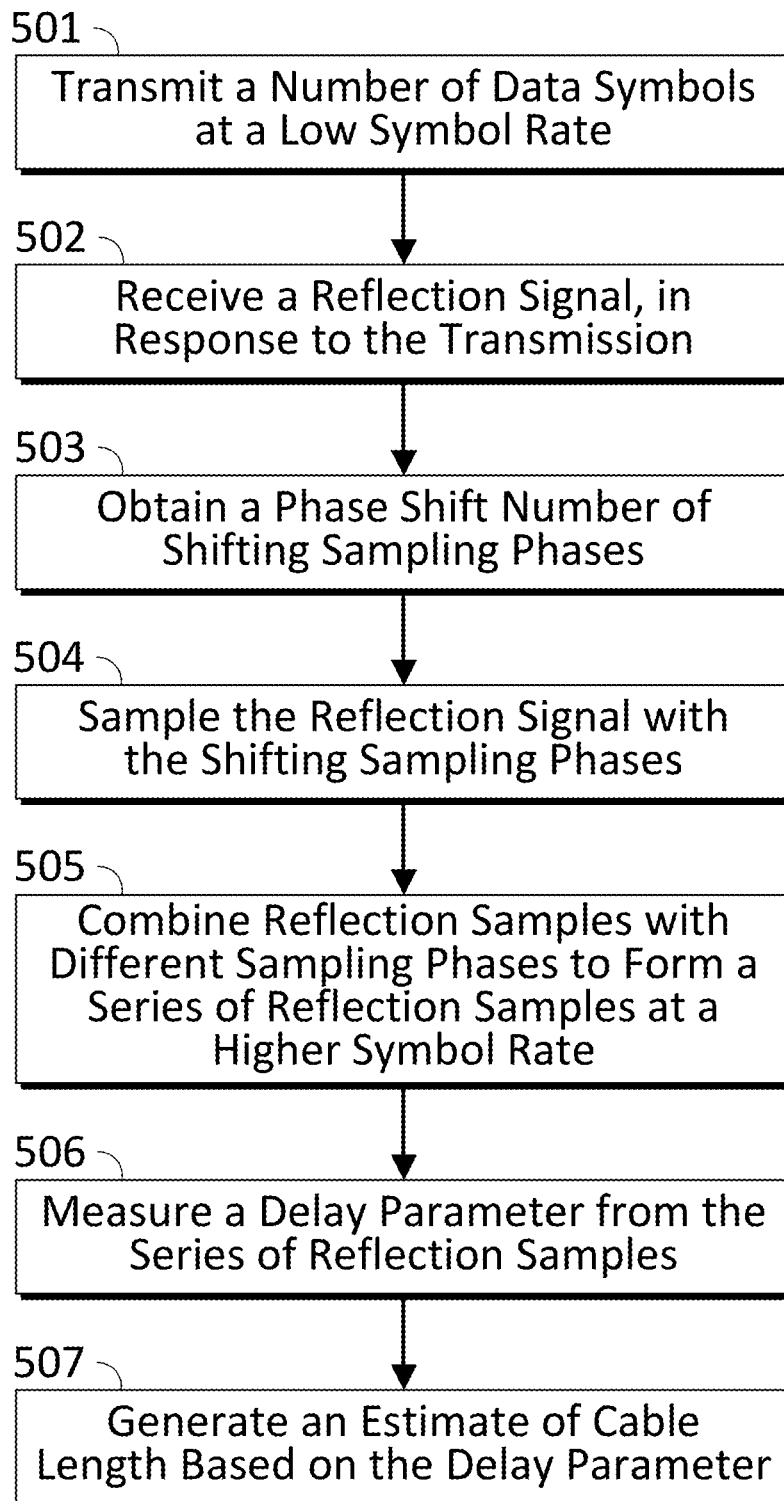 501
Transmit a Number of Data Symbols
at a Low Symbol Rate
502
Receive a Reflection Signal, in
Response to the Transmission
503
Obtain a Phase Shift Number of
Shifting Sampling Phases
504
Sample the Reflection Signal with
the Shifting Sampling Phases
505
Combine Reflection Samples with
Different Sampling Phases to Form a
Series of Reflection Samples at a
Higher Symbol Rate
506
Measure a Delay Parameter from the
Series of Reflection Samples
507
Generate an Estimate of Cable
Length Based on the Delay Parameter